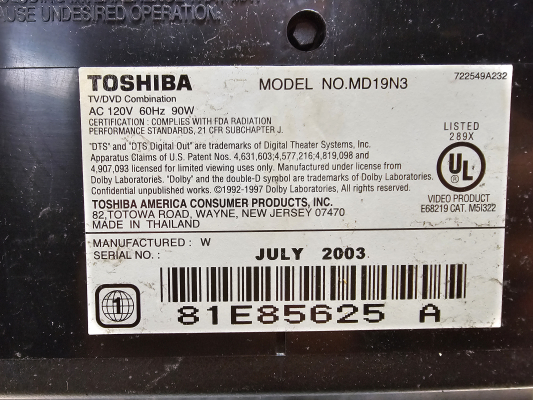 USE UNDESIRED OPERATION.
TOSHIBA MODEL NO.MD19N3 722549A232
TV/DVD Combination
AC 120V 60Hz 90W
CERTIFICATION : COMPLIES WITH FDA RADIATION
PERFORMANCE STANDARDS, 21 CFR SUBCHAPTER J.
LISTED
289X
UL
VIDEO PRODUCT
E68219 CAT. M5I322
"DTS" and "DTS Digital Out" are trademarks of Digital Theater Systems, Inc.
Apparatus Claims of U.S. Patent Nos. 4,631,603;4,577,216;4,819,098 and
4,907,093 licensed for limited viewing uses only. Manufactured under license from
Dolby Laboratories. "Dolby" and the double-D symbol are trademarks of Dolby Laboratories.
Confidential unpublished works. ©1992-1997 Dolby Laboratories, All rights reserved.
TOSHIBA AMERICA CONSUMER PRODUCTS, INC.
82,TOTOWA ROAD, WAYNE, NEW JERSEY 07470
MADE IN THAILAND
MANUFACTURED : W
SERIAL NO. : JULY 2003
1
81E85625 A